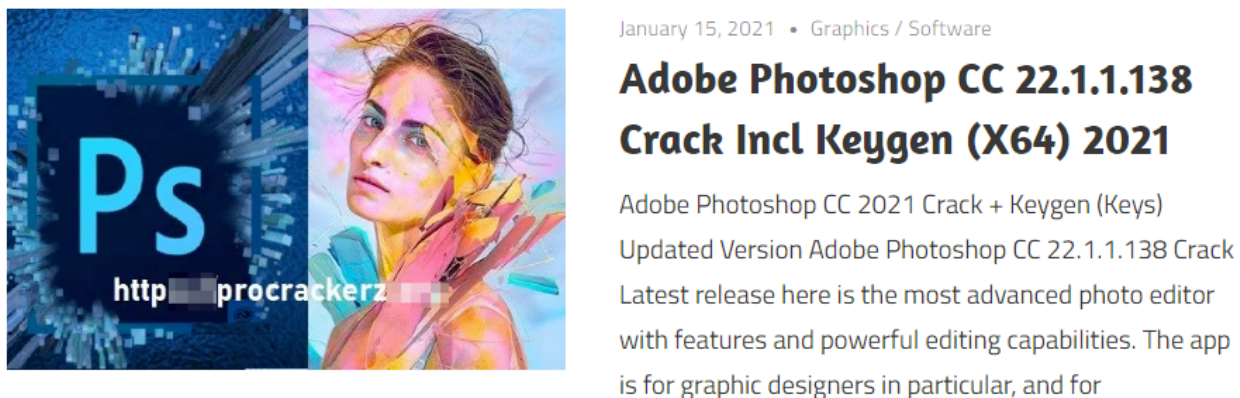 Ps
http procrackerz
January 15, 2021 • Graphics / Software
Adobe Photoshop CC 22.1.1.138
Crack Incl Keygen (X64) 2021
Adobe Photoshop CC 2021 Crack + Keygen (Keys)
Updated Version Adobe Photoshop CC 22.1.1.138 Crack
Latest release here is the most advanced photo editor
with features and powerful editing capabilities. The app
is for graphic designers in particular, and for